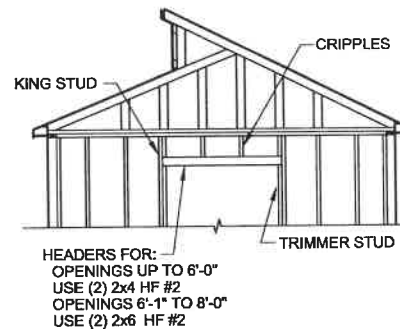 CRIPPLES
KING STUD
TRIMMER STUD
HEADERS FOR:
OPENINGS UP TO 6'-0"
USE (2) 2x4 HF #2
OPENINGS 6'-1" TO 8'-0"
USE (2) 2x6 HF #2